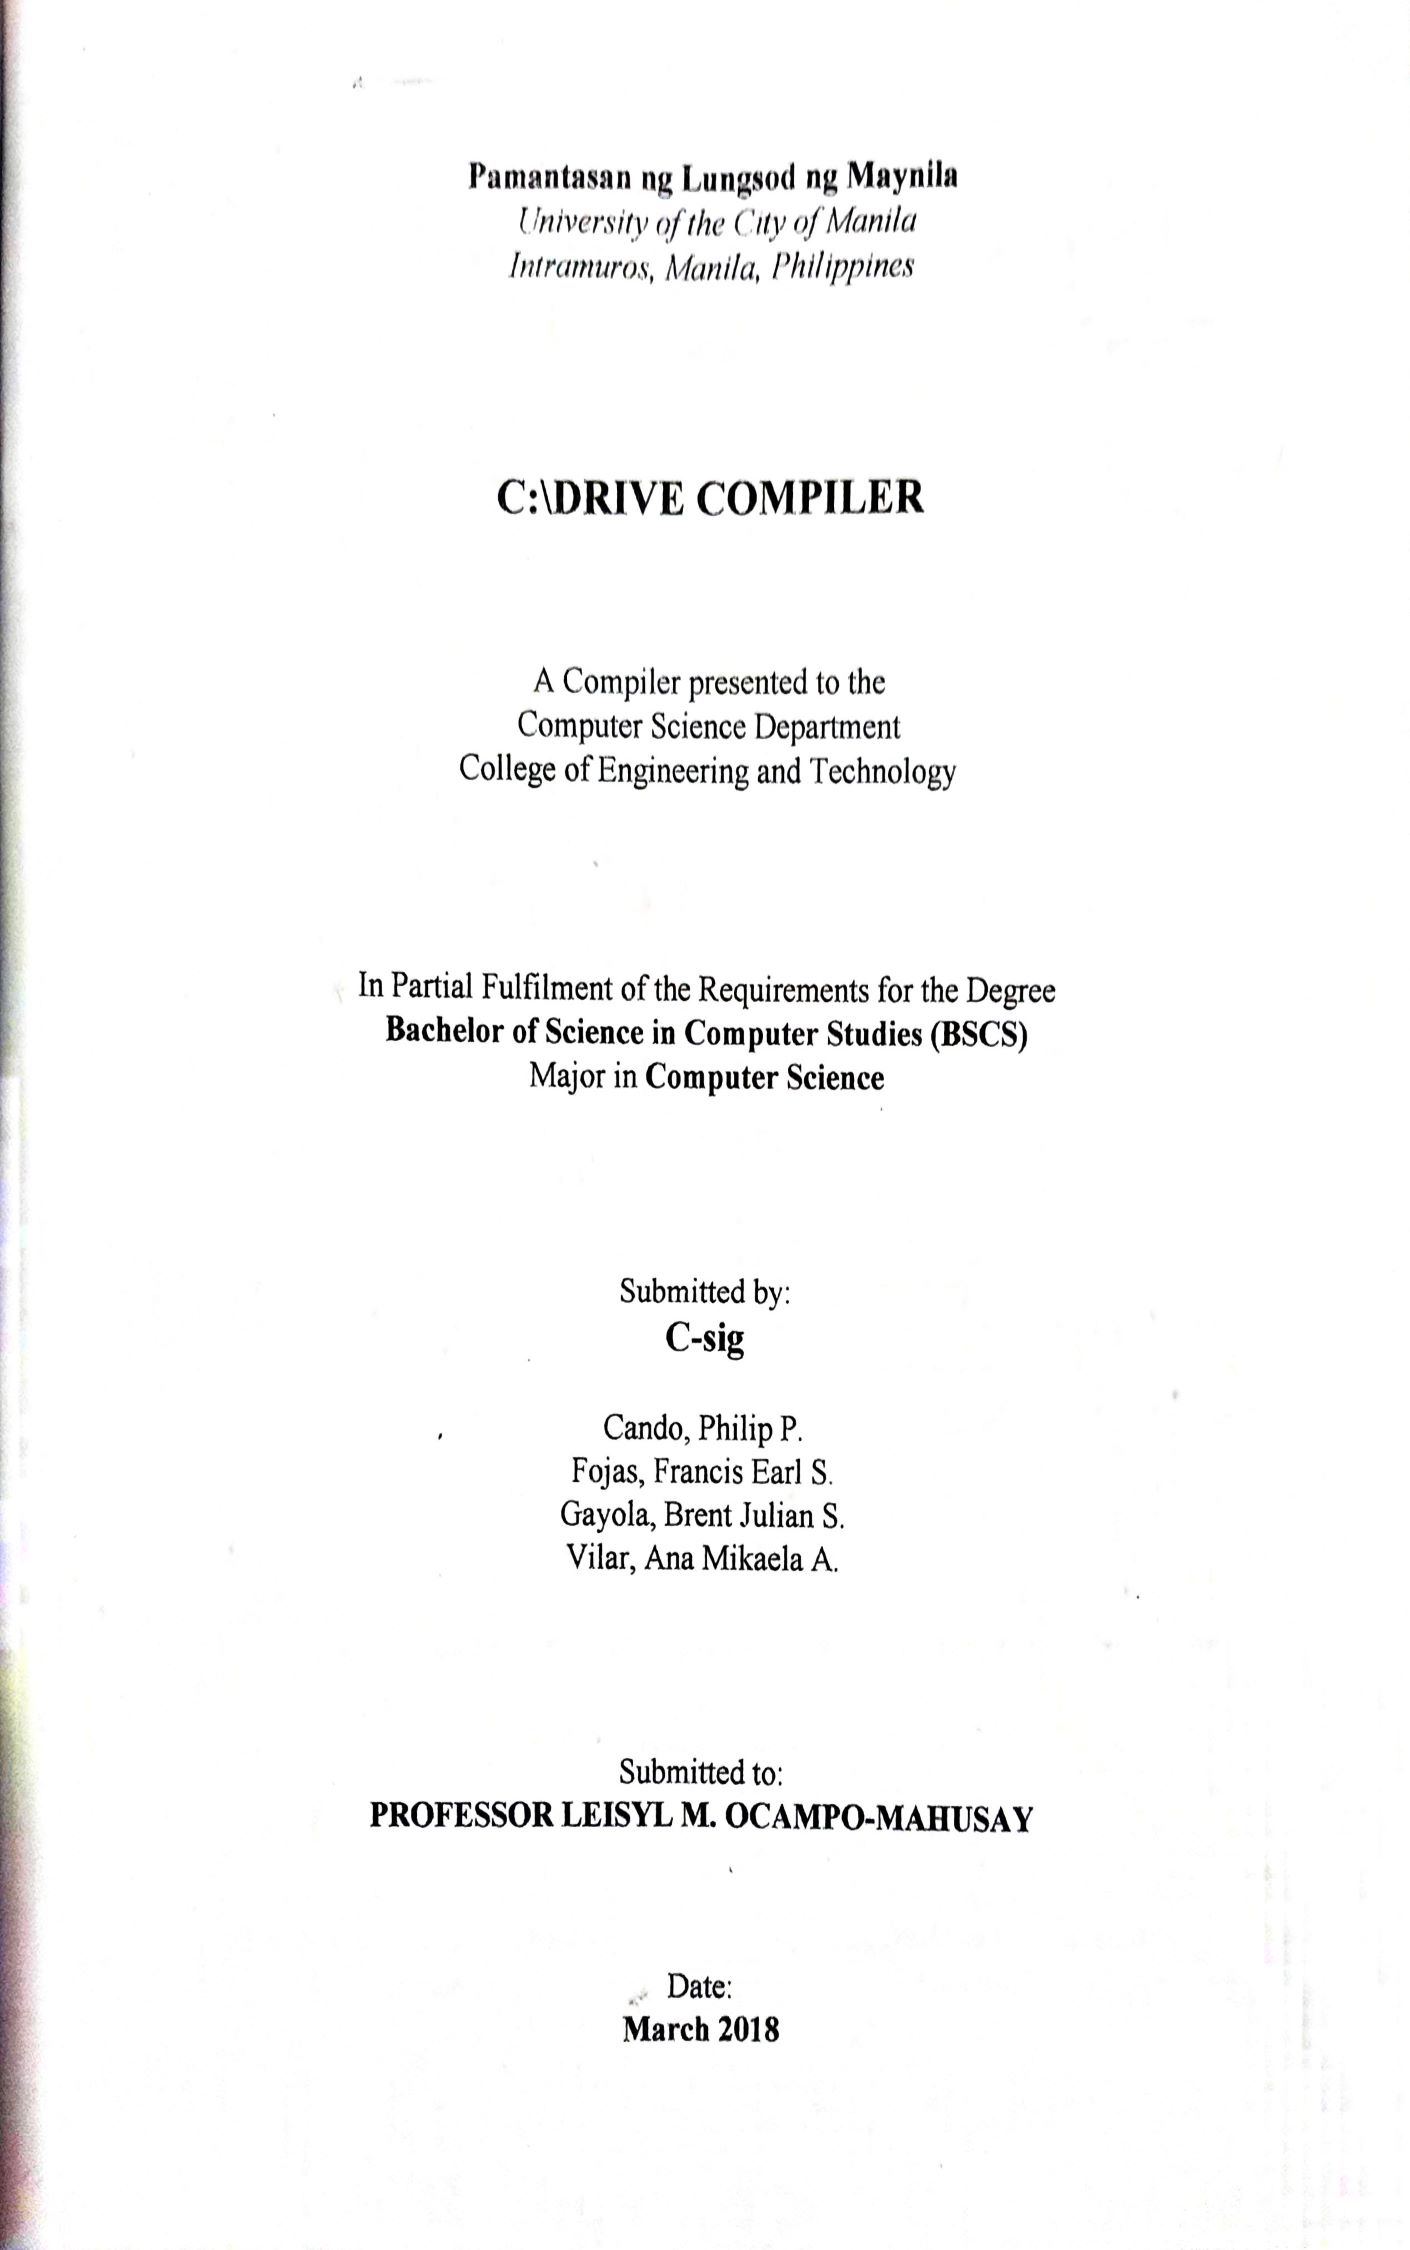 Pamantasan ng Lungsod ng Maynila
University of the City of Manila
Intramuros, Manila, Philippines
C:\DRIVE COMPILER
A Compiler presented to the
Computer Science Department
College of Engineering and Technology
In Partial Fulfilment of the Requirements for the Degree
Bachelor of Science in Computer Studies (BSCS)
Major in Computer Science
Submitted by:
C-sig
Cando, Philip P.
Fojas, Francis Earl S.
Gayola, Brent Julian S.
Vilar, Ana Mikaela A.
Submitted to:
PROFESSOR LEISYL M. OCAMPO-MAHUSAY
Date:
March 2018